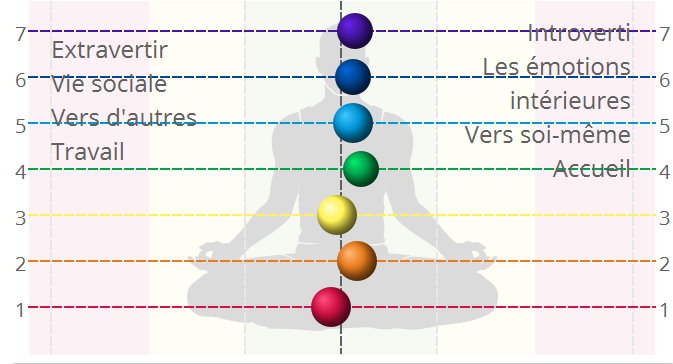 7
Extravertir
Vie sociale
Vers d'autres
Travail
6
5
4
3
2
1
Introverti
Les émotions
intérieures
Vers soi-même
Accueil
7
6
5
4
3
2
1